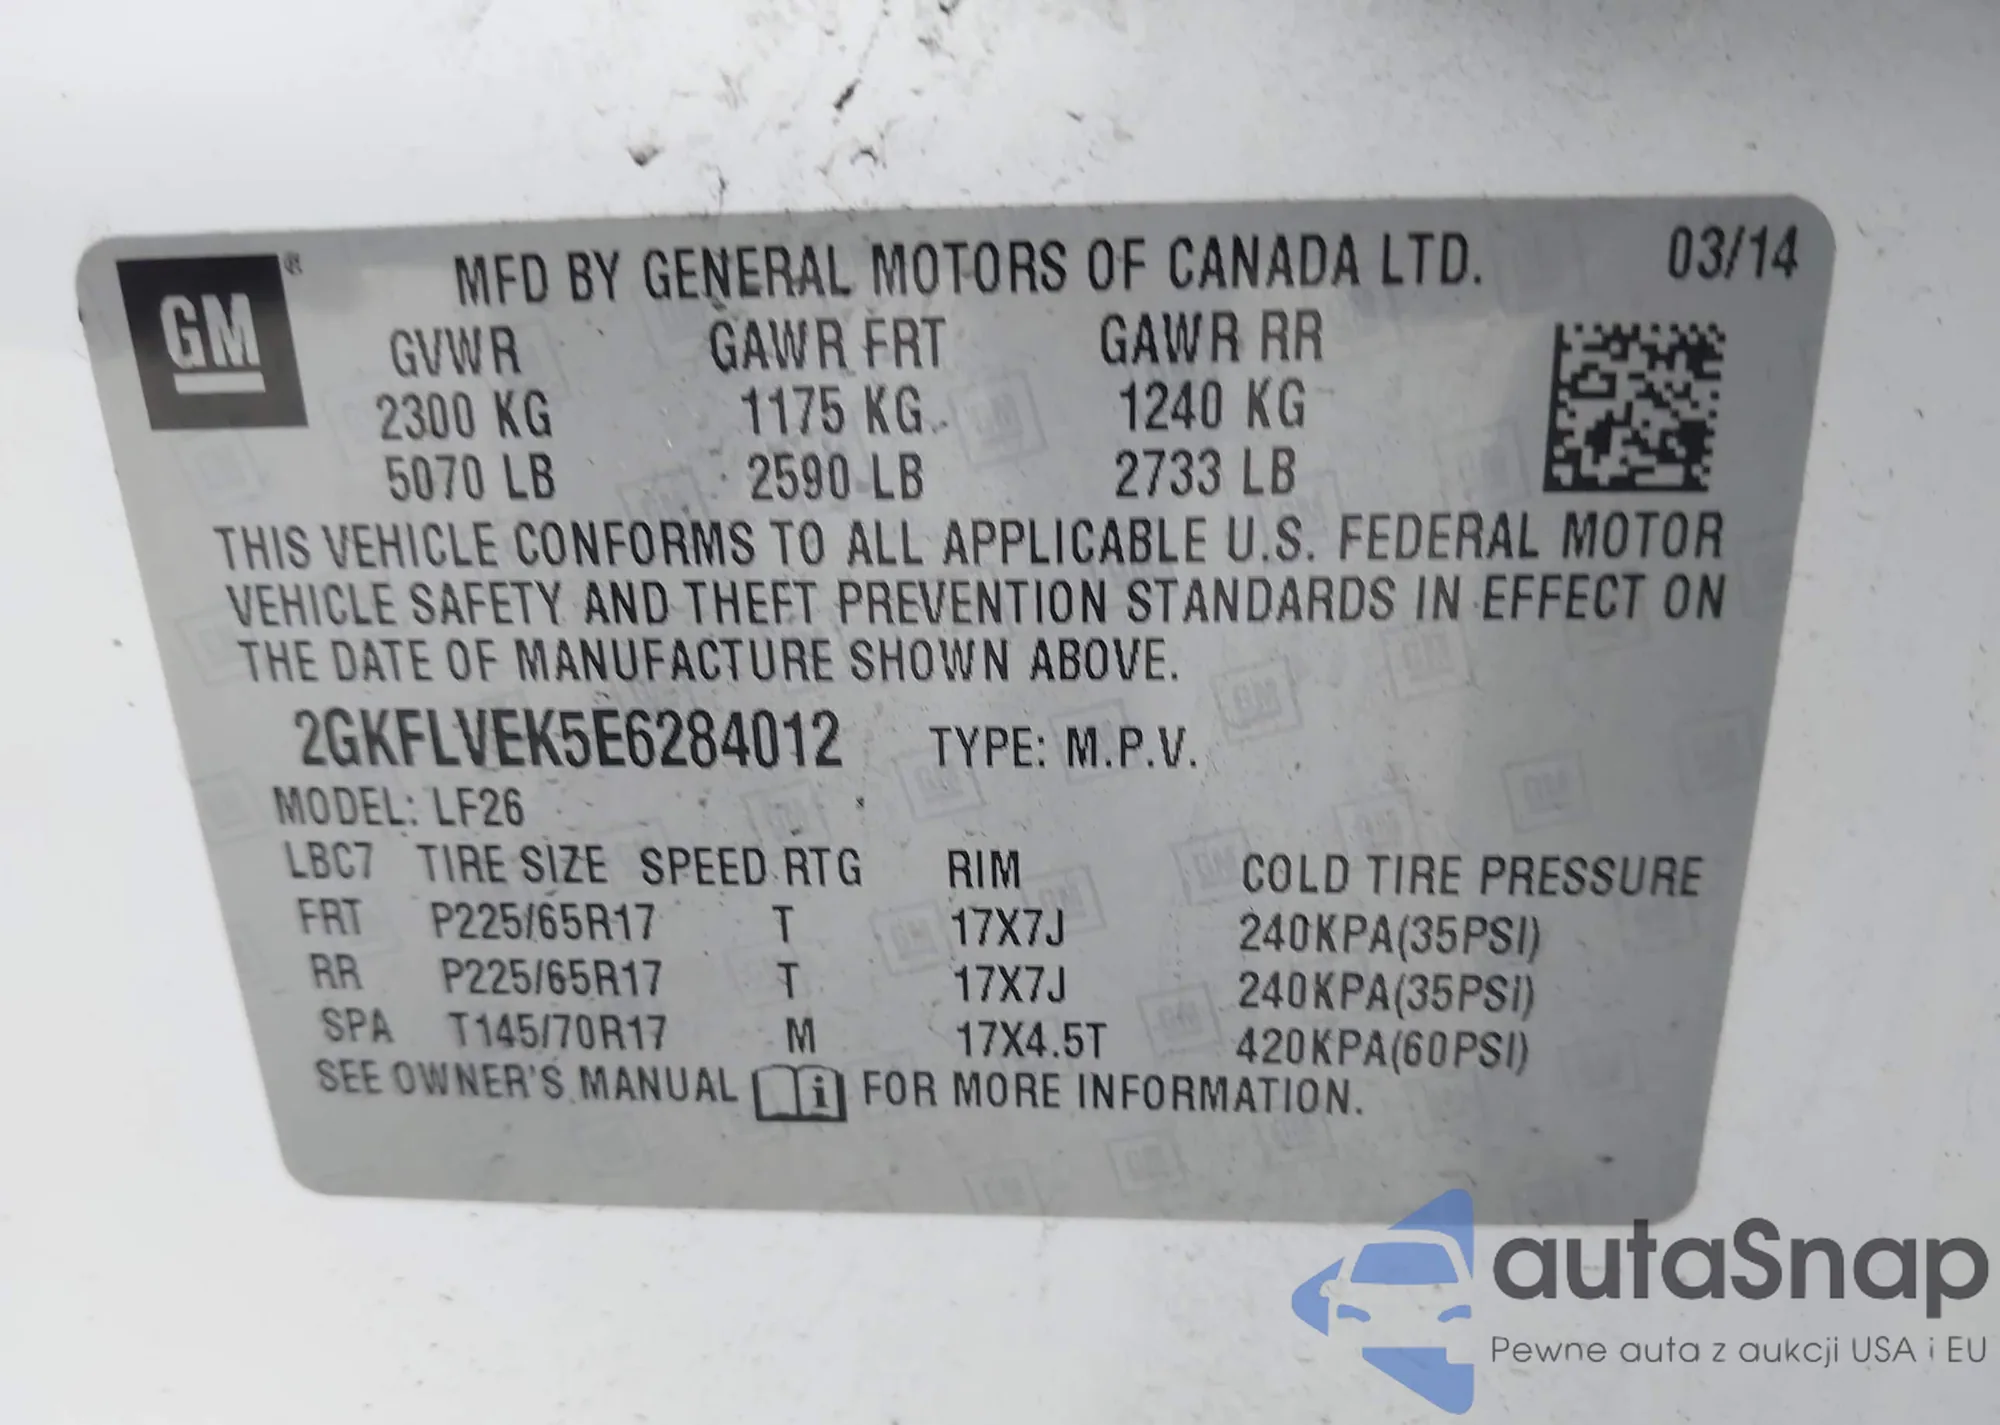 GM®
MFD BY GENERAL MOTORS OF CANADA LTD. 03/14
GVWR GAWR FRT GAWR RR
2300 KG 1175 KG 1240 KG
5070 LB 2590 LB 2733 LB
THIS VEHICLE CONFORMS TO ALL APPLICABLE U.S. FEDERAL MOTOR
VEHICLE SAFETY AND THEFT PREVENTION STANDARDS IN EFFECT ON
THE DATE OF MANUFACTURE SHOWN ABOVE.
2GKFLVEK5E6284012 TYPE: M.P.V.
MODEL: LF26
LBC7 TIRE SIZE SPEED RTG RIM COLD TIRE PRESSURE
FRT P225/65R17 T 17X7J 240KPA(35PSI)
RR P225/65R17 T 17X7J 240KPA(35PSI)
SPA T145/70R17 M 17X4.5T 420KPA(60PSI)
SEE OWNER'S MANUAL i FOR MORE INFORMATION.
autaSnap
Pewne auta z aukcji USA i EU